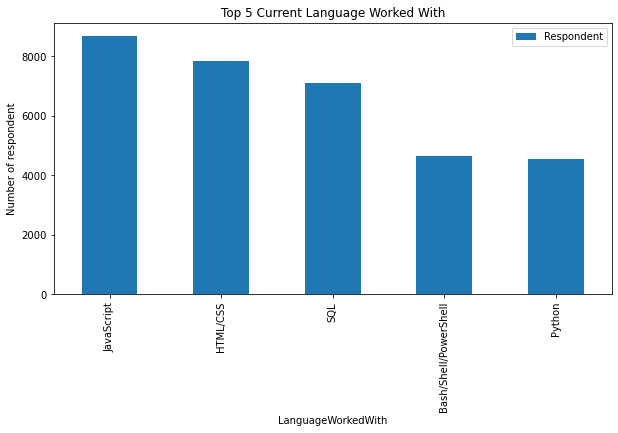 Top 5 Current Language Worked With
Respondent
Number of respondent
8000
6000
4000
2000
0
JavaScript
HTML/CSS
SQL
Bash/Shell/PowerShell
Python
LanguageWorkedWith